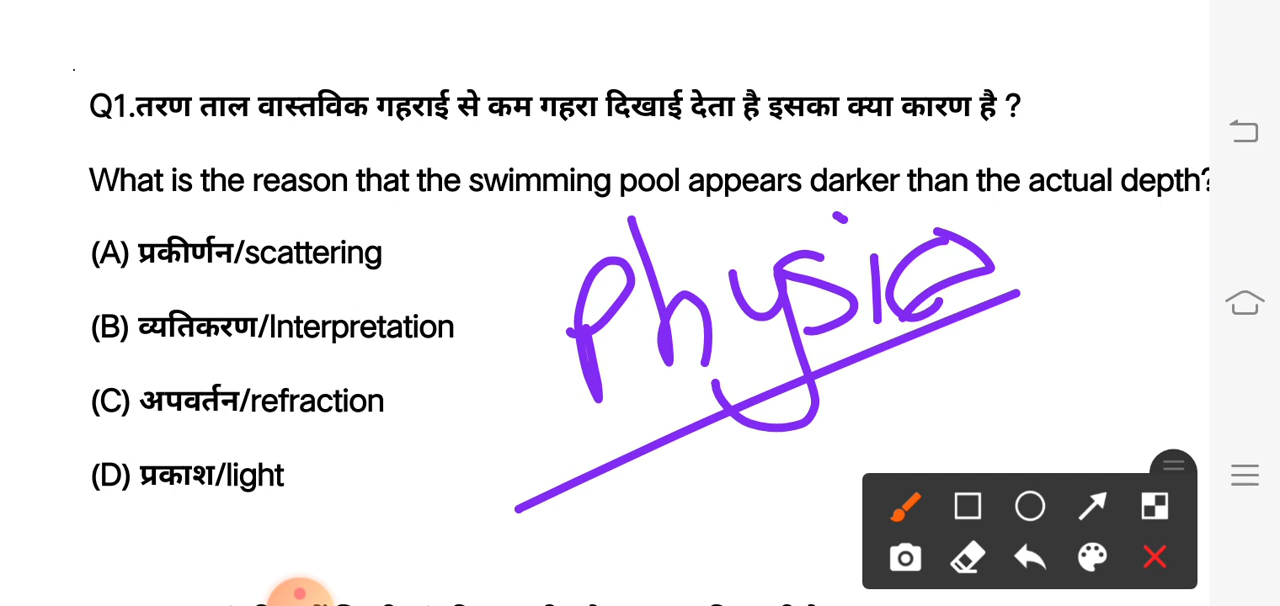 Q1.तरण ताल वास्तविक गहराई से कम गहरा दिखाई देता है इसका क्या कारण है ?
What is the reason that the swimming pool appears darker than the actual depth?
(A) प्रकीर्णन/scattering
(B) व्यतिकरण/Interpretation
(C) अपवर्तन/refraction
(D) प्रकाश/light
Physic